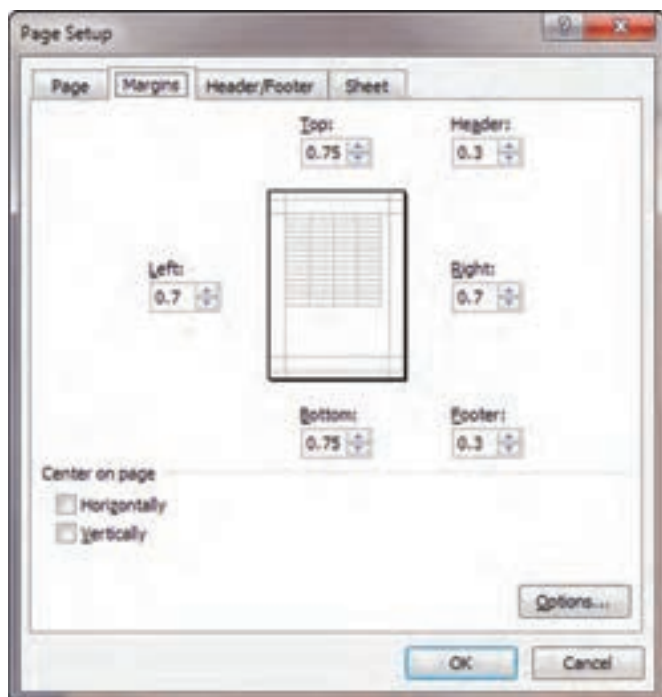 Page Setup
Page Margins Header/Footer Sheet
Top: Header:
0.75 0.3
Left: Right:
0.7 0.7
Bottom: Footer:
0.75 0.3
Center on page
Horizontally
Vertically
Options...
OK Cancel